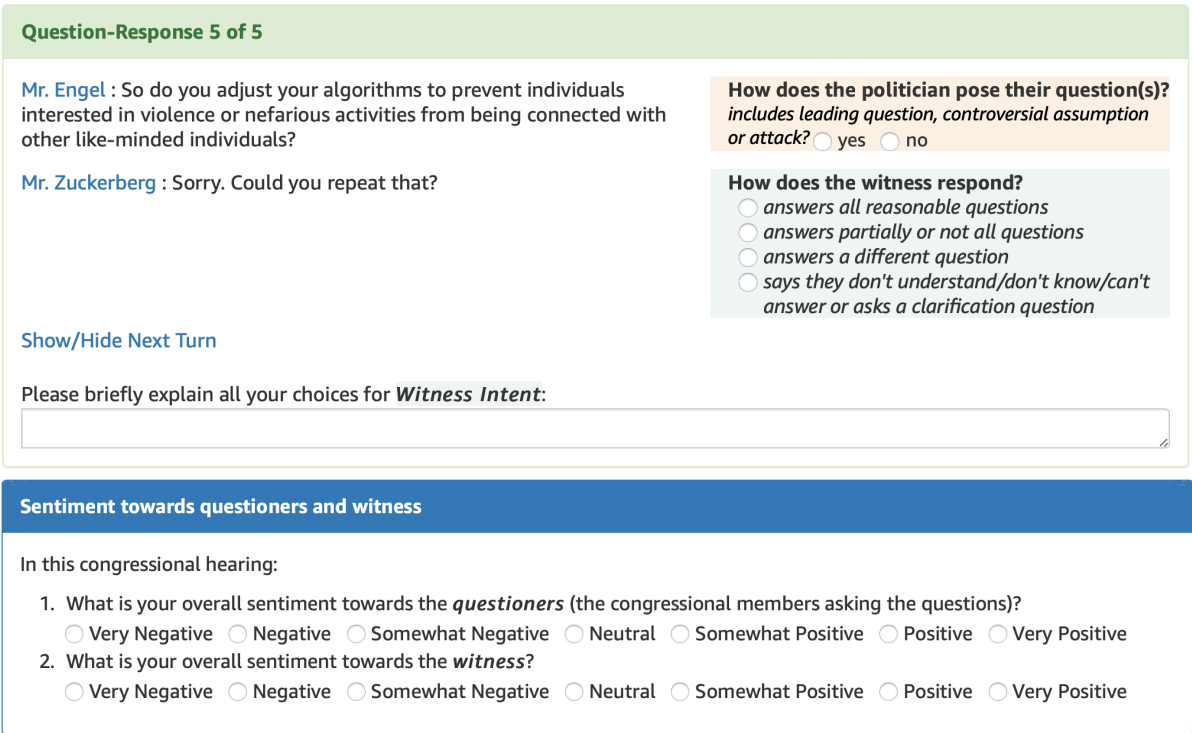 Question-Response 5 of 5
Mr. Engel : So do you adjust your algorithms to prevent individuals
interested in violence or nefarious activities from being connected with
other like-minded individuals?
How does the politician pose their question(s)?
includes leading question, controversial assumption
or attack? yes no
Mr. Zuckerberg : Sorry. Could you repeat that?
How does the witness respond?
answers all reasonable questions
answers partially or not all questions
answers a different question
says they don't understand/don't know/can't
answer or asks a clarification question
Show/Hide Next Turn
Please briefly explain all your choices for Witness Intent:
Sentiment towards questioners and witness
In this congressional hearing:
1. What is your overall sentiment towards the questioners (the congressional members asking the questions)?
Very Negative Negative Somewhat Negative Neutral Somewhat Positive Positive Very Positive
2. What is your overall sentiment towards the witness?
Very Negative Negative Somewhat Negative Neutral Somewhat Positive Positive Very Positive